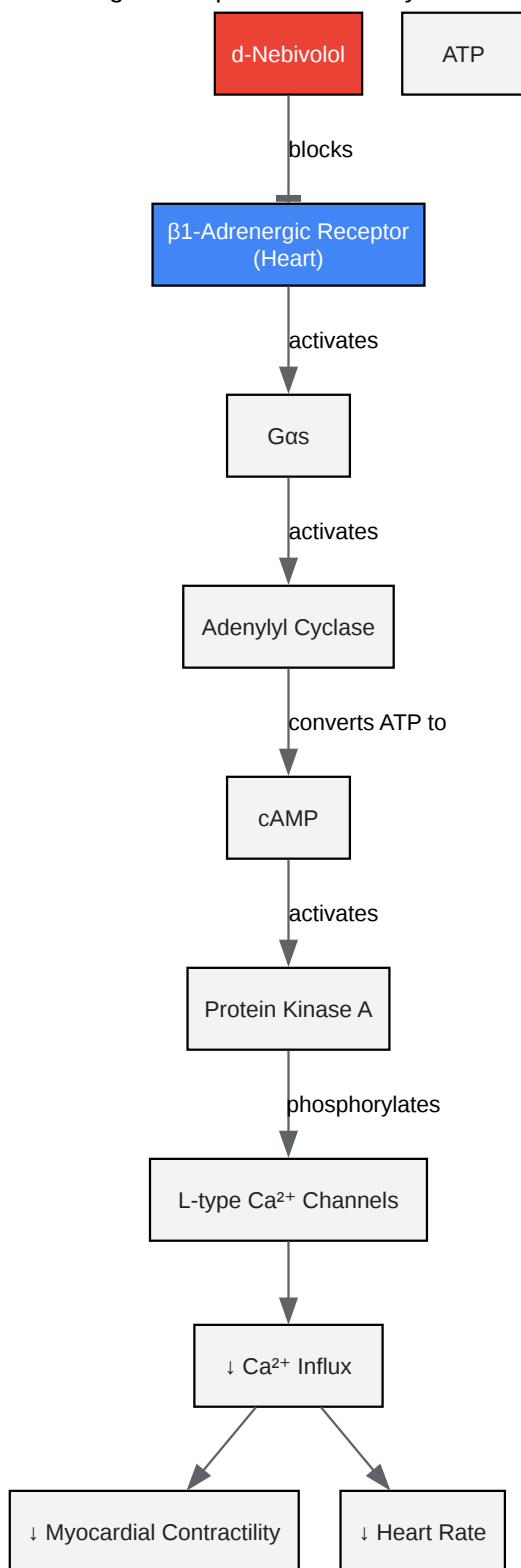 d-Nebivolol
ATP
blocks
β1-Adrenergic Receptor
(Heart)
activates
Gαs
activates
Adenylyl Cyclase
converts ATP to
cAMP
activates
Protein Kinase A
phosphorylates
L-type Ca²⁺ Channels
↓ Ca²⁺ Influx
↓ Myocardial Contractility
↓ Heart Rate